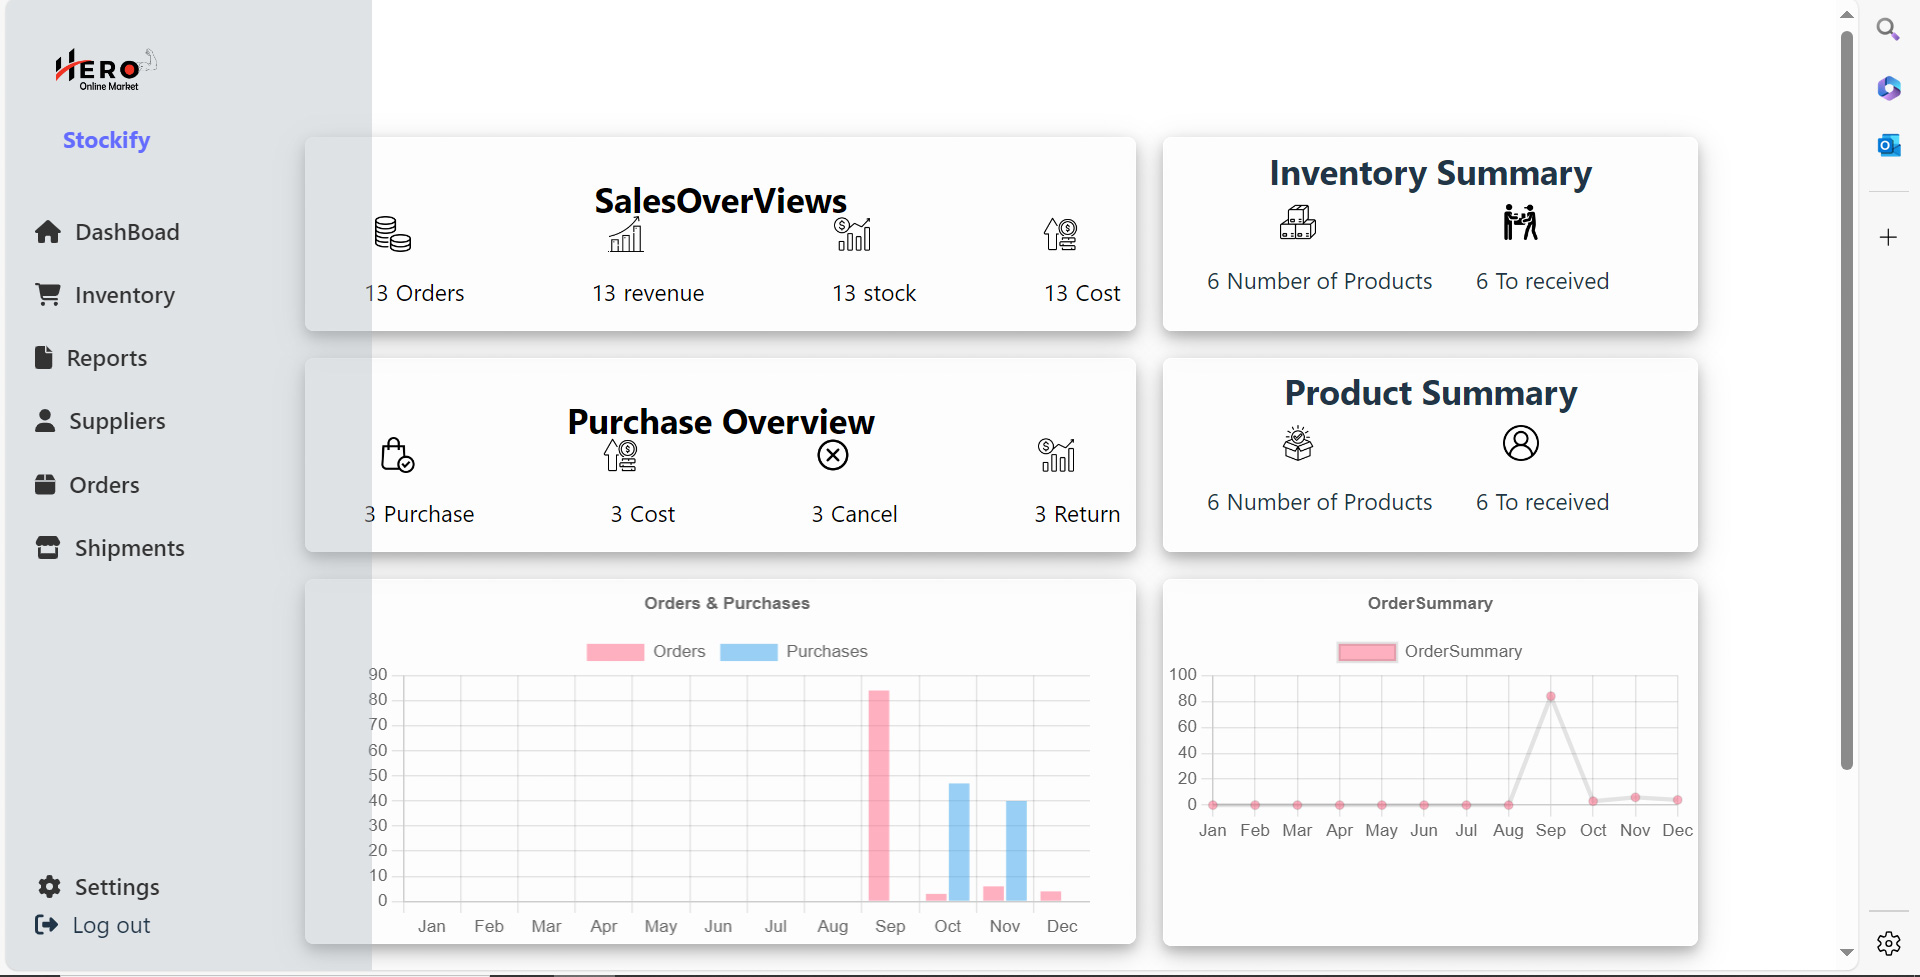 HERO
Online Market
Stockify
DashBoad
Inventory
Reports
Suppliers
Orders
Shipments
Settings
Log out
SalesOverViews
13 Orders
13 revenue
13 stock
13 Cost
Inventory Summary
6 Number of Products
6 To received
Purchase Overview
3 Purchase
3 Cost
3 Cancel
3 Return
Product Summary
6 Number of Products
6 To received
Orders & Purchases
Orders Purchases
90
80
70
60
50
40
30
20
10
0
Jan Feb Mar Apr May Jun Jul Aug Sep Oct Nov Dec
OrderSummary
OrderSummary
100
80
60
40
20
0
Jan Feb Mar Apr May Jun Jul Aug Sep Oct Nov Dec